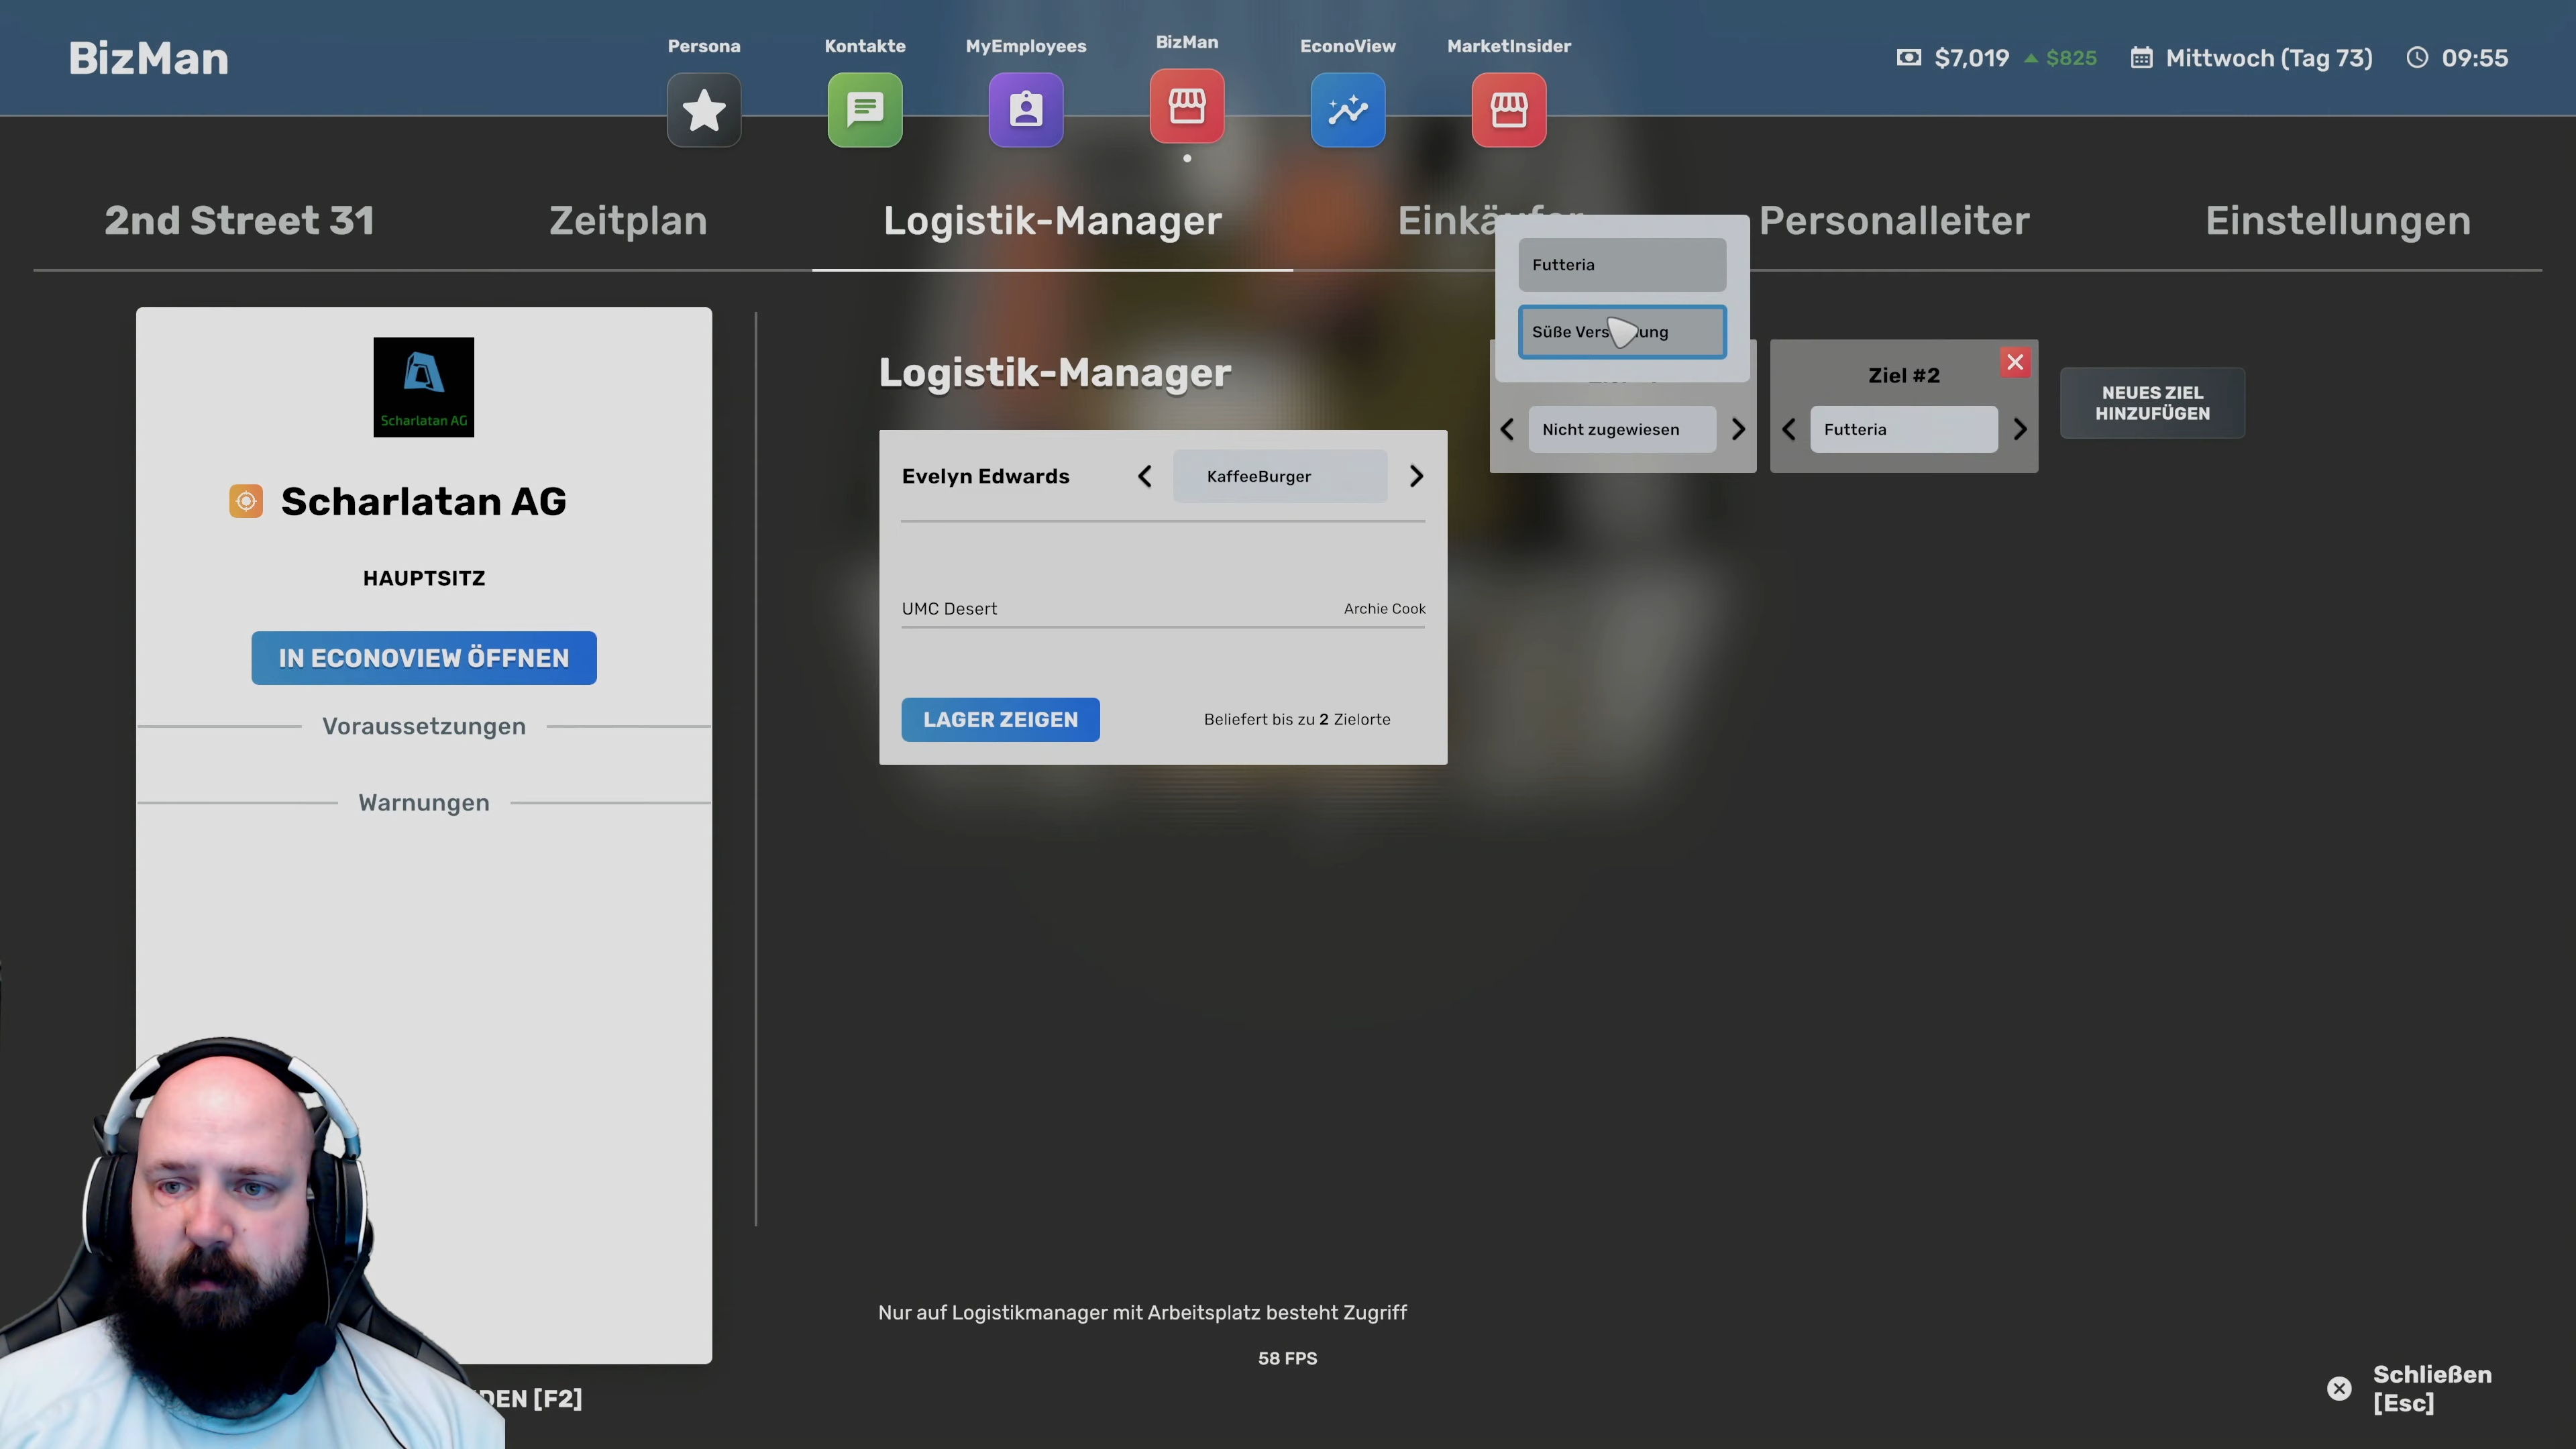 BizMan
Persona
Kontakte
MyEmployees
BizMan
EconoView
MarketInsider
$7,019
$825
Mittwoch (Tag 73)
09:55
2nd Street 31
Zeitplan
Logistik-Manager
Personalleiter
Einstellungen
Futteria
Süße
Scharlatan AG
Scharlatan AG
HAUPTSITZ
IN ECONOVIEW ÖFFNEN
Voraussetzungen
Warnungen
Logistik-Manager
Evelyn Edwards
KaffeeBurger
UMC Desert
Archie Cook
LAGER ZEIGEN
Beliefert bis zu 2 Zielorte
Nicht zugewiesen
Ziel #2
Futteria
NEUES ZIEL
HINZUFÜGEN
Nur auf Logistikmanager mit Arbeitsplatz besteht Zugriff
58 FPS
[F2]
Schließen
[Esc]